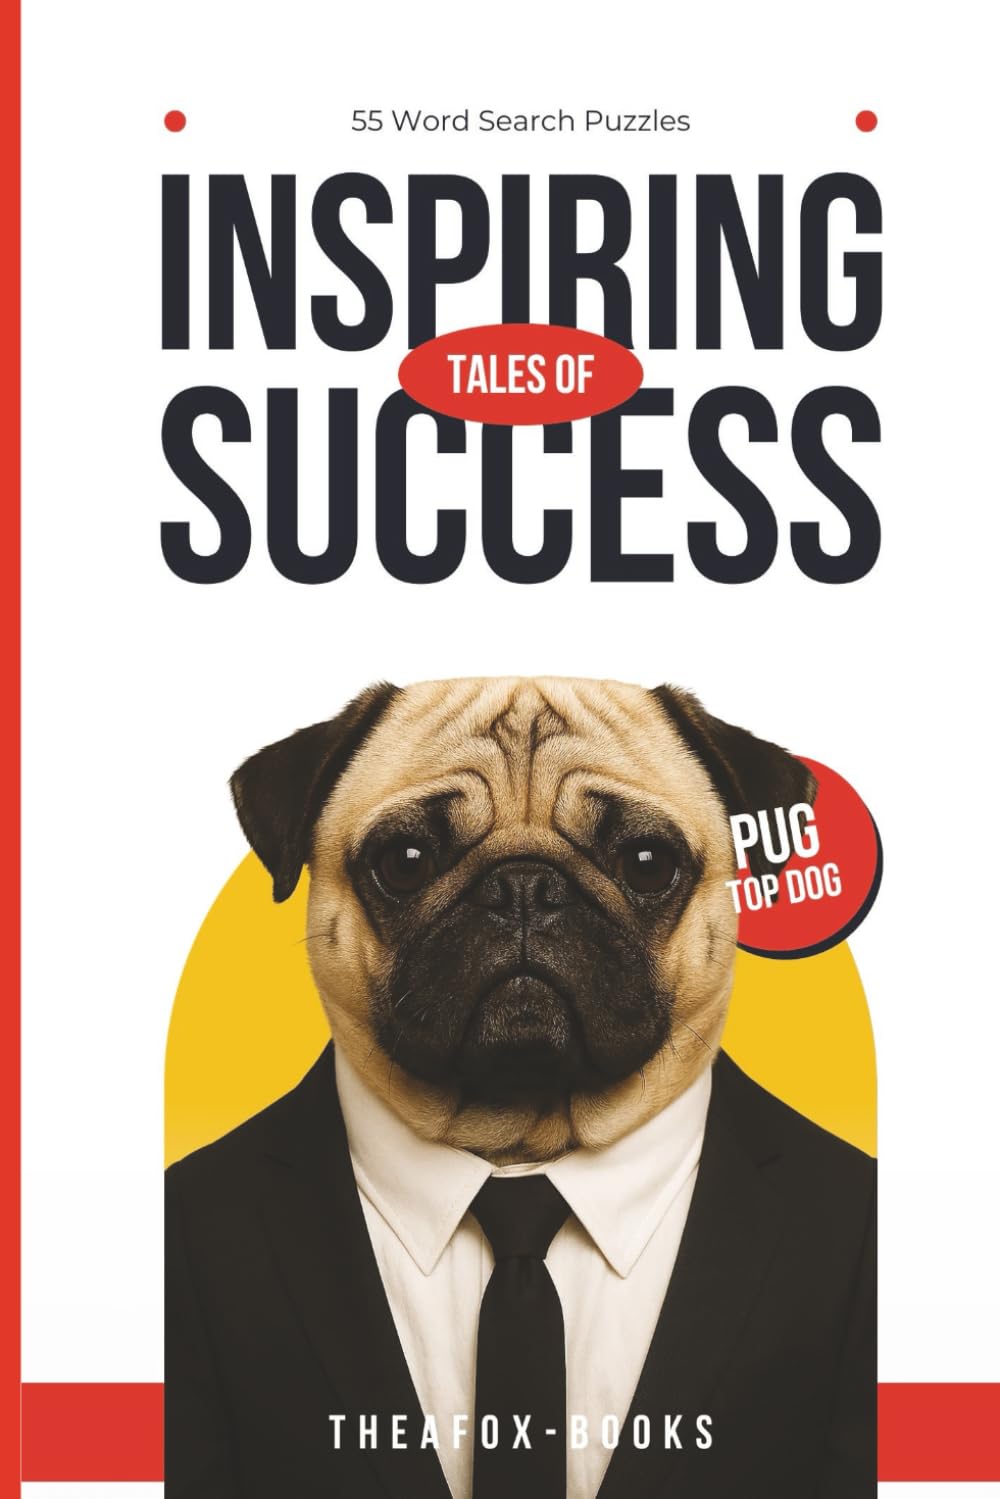 55 Word Search Puzzles
INSPIRING
TALES OF
SUCCESS
PUG
TOP DOG
THEAFOX-BOOKS